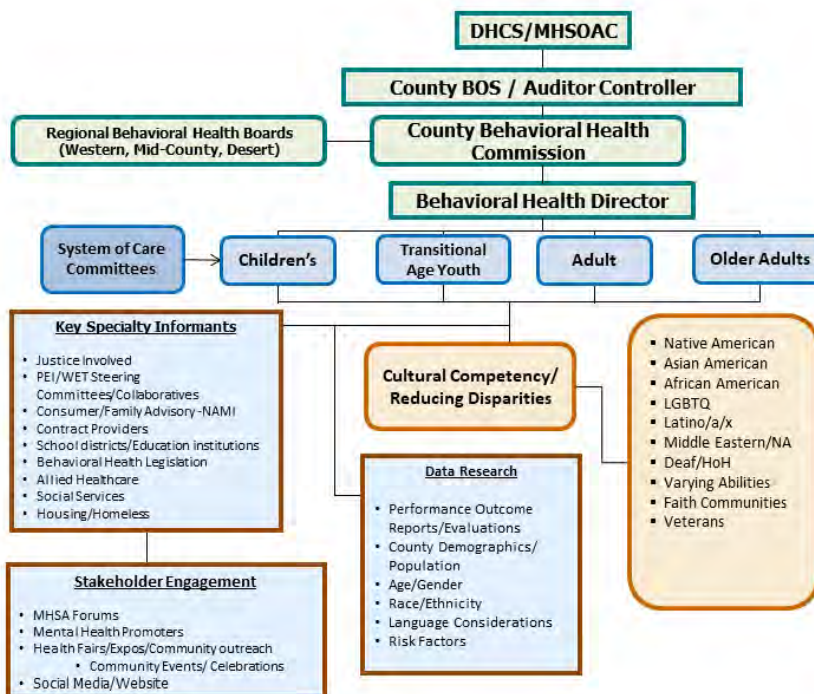 DHCS/MHSOAC
County BOS / Auditor Controller
Regional Behavioral Health Boards
(Western, Mid-County, Desert)
County Behavioral Health
Commission
Behavioral Health Director
System of Care
Committees
Children's
Transitional
Age Youth
Adult
Older Adults
Key Specialty Informants
• Justice Involved
• PEI/WET Steering
Committees/Collaboratives
• Consumer/Family Advisory -NAMI
• Contract Providers
• School districts/Education institutions
• Behavioral Health Legislation
• Allied Healthcare
• Social Services
• Housing/Homeless
Cultural Competency/
Reducing Disparities
▪ Native American
▪ Asian American
▪ African American
▪ LGBTQ
▪ Latino/a/x
▪ Middle Eastern/NA
▪ Deaf/HoH
▪ Varying Abilities
▪ Faith Communities
▪ Veterans
Data Research
• Performance Outcome
Reports/Evaluations
• County Demographics/
Population
• Age/Gender
• Race/Ethnicity
• Language Considerations
• Risk Factors
Stakeholder Engagement
• MHSA Forums
• Mental Health Promoters
• Health Fairs/Expos/Community outreach
• Community Events/ Celebrations
• Social Media/Website